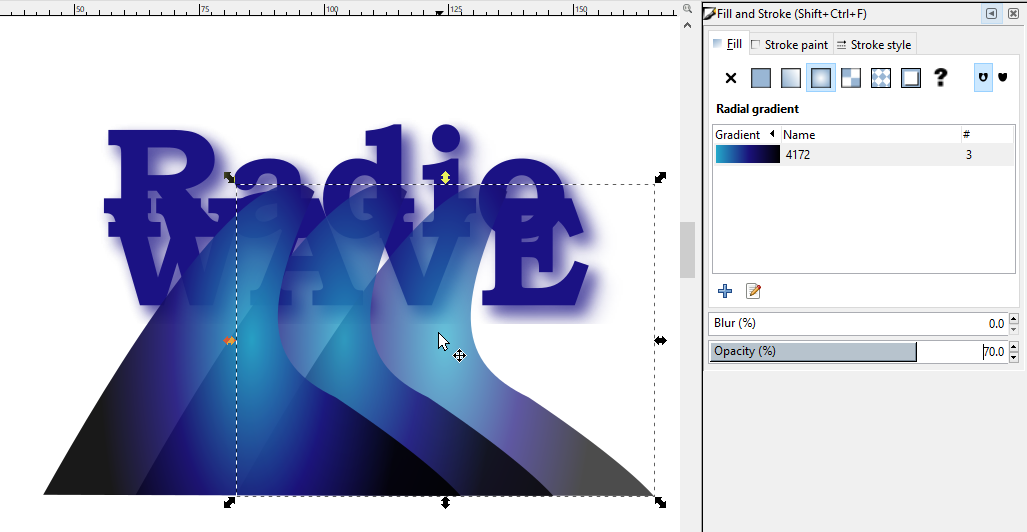 50 75 100 125 150
Fill and Stroke (Shift+Ctrl+F)
Fill Stroke paint Stroke style
?
Radial gradient
Gradient Name #
4172 3
Blur (%) 0.0
Opacity (%) 70.0
Radio
WAVE